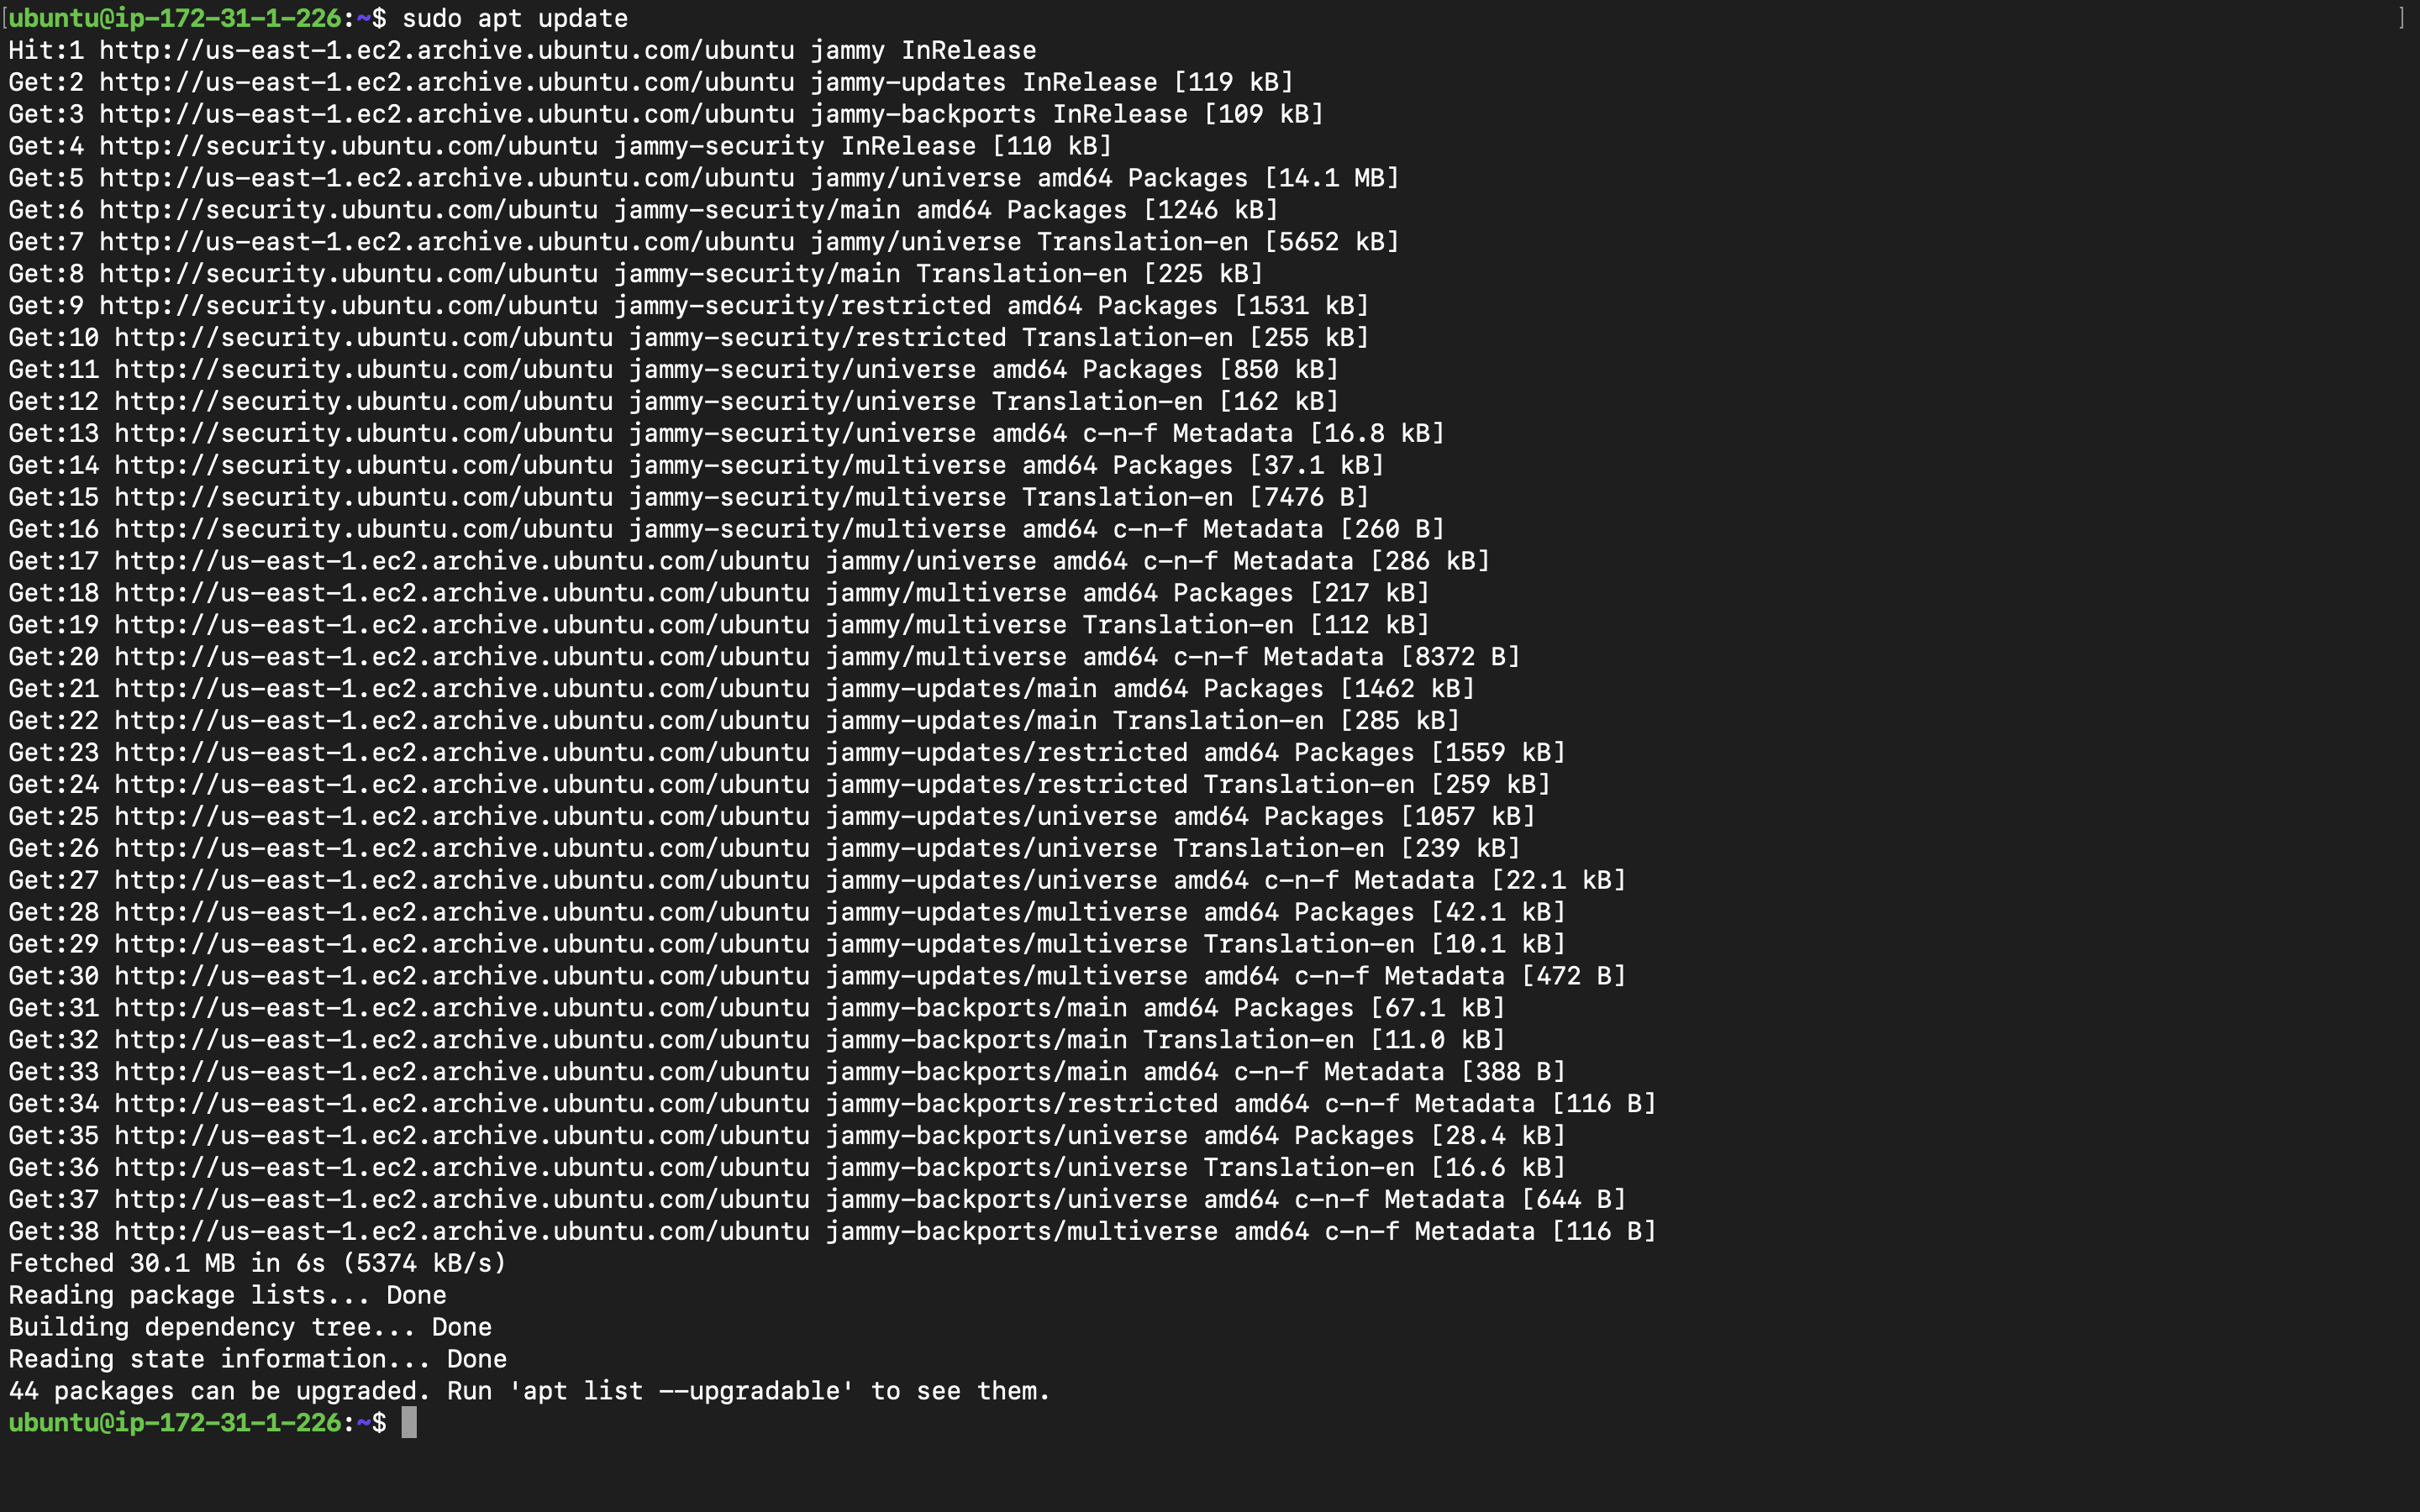 [ubuntu@ip-172-31-1-226:~$ sudo apt update ]
Hit:1 http://us-east-1.ec2.archive.ubuntu.com/ubuntu jammy InRelease
Get:2 http://us-east-1.ec2.archive.ubuntu.com/ubuntu jammy-updates InRelease [119 kB]
Get:3 http://us-east-1.ec2.archive.ubuntu.com/ubuntu jammy-backports InRelease [109 kB]
Get:4 http://security.ubuntu.com/ubuntu jammy-security InRelease [110 kB]
Get:5 http://us-east-1.ec2.archive.ubuntu.com/ubuntu jammy/universe amd64 Packages [14.1 MB]
Get:6 http://security.ubuntu.com/ubuntu jammy-security/main amd64 Packages [1246 kB]
Get:7 http://us-east-1.ec2.archive.ubuntu.com/ubuntu jammy/universe Translation-en [5652 kB]
Get:8 http://security.ubuntu.com/ubuntu jammy-security/main Translation-en [225 kB]
Get:9 http://security.ubuntu.com/ubuntu jammy-security/restricted amd64 Packages [1531 kB]
Get:10 http://security.ubuntu.com/ubuntu jammy-security/restricted Translation-en [255 kB]
Get:11 http://security.ubuntu.com/ubuntu jammy-security/universe amd64 Packages [850 kB]
Get:12 http://security.ubuntu.com/ubuntu jammy-security/universe Translation-en [162 kB]
Get:13 http://security.ubuntu.com/ubuntu jammy-security/universe amd64 c-n-f Metadata [16.8 kB]
Get:14 http://security.ubuntu.com/ubuntu jammy-security/multiverse amd64 Packages [37.1 kB]
Get:15 http://security.ubuntu.com/ubuntu jammy-security/multiverse Translation-en [7476 B]
Get:16 http://security.ubuntu.com/ubuntu jammy-security/multiverse amd64 c-n-f Metadata [260 B]
Get:17 http://us-east-1.ec2.archive.ubuntu.com/ubuntu jammy/universe amd64 c-n-f Metadata [286 kB]
Get:18 http://us-east-1.ec2.archive.ubuntu.com/ubuntu jammy/multiverse amd64 Packages [217 kB]
Get:19 http://us-east-1.ec2.archive.ubuntu.com/ubuntu jammy/multiverse Translation-en [112 kB]
Get:20 http://us-east-1.ec2.archive.ubuntu.com/ubuntu jammy/multiverse amd64 c-n-f Metadata [8372 B]
Get:21 http://us-east-1.ec2.archive.ubuntu.com/ubuntu jammy-updates/main amd64 Packages [1462 kB]
Get:22 http://us-east-1.ec2.archive.ubuntu.com/ubuntu jammy-updates/main Translation-en [285 kB]
Get:23 http://us-east-1.ec2.archive.ubuntu.com/ubuntu jammy-updates/restricted amd64 Packages [1559 kB]
Get:24 http://us-east-1.ec2.archive.ubuntu.com/ubuntu jammy-updates/restricted Translation-en [259 kB]
Get:25 http://us-east-1.ec2.archive.ubuntu.com/ubuntu jammy-updates/universe amd64 Packages [1057 kB]
Get:26 http://us-east-1.ec2.archive.ubuntu.com/ubuntu jammy-updates/universe Translation-en [239 kB]
Get:27 http://us-east-1.ec2.archive.ubuntu.com/ubuntu jammy-updates/universe amd64 c-n-f Metadata [22.1 kB]
Get:28 http://us-east-1.ec2.archive.ubuntu.com/ubuntu jammy-updates/multiverse amd64 Packages [42.1 kB]
Get:29 http://us-east-1.ec2.archive.ubuntu.com/ubuntu jammy-updates/multiverse Translation-en [10.1 kB]
Get:30 http://us-east-1.ec2.archive.ubuntu.com/ubuntu jammy-updates/multiverse amd64 c-n-f Metadata [472 B]
Get:31 http://us-east-1.ec2.archive.ubuntu.com/ubuntu jammy-backports/main amd64 Packages [67.1 kB]
Get:32 http://us-east-1.ec2.archive.ubuntu.com/ubuntu jammy-backports/main Translation-en [11.0 kB]
Get:33 http://us-east-1.ec2.archive.ubuntu.com/ubuntu jammy-backports/main amd64 c-n-f Metadata [388 B]
Get:34 http://us-east-1.ec2.archive.ubuntu.com/ubuntu jammy-backports/restricted amd64 c-n-f Metadata [116 B]
Get:35 http://us-east-1.ec2.archive.ubuntu.com/ubuntu jammy-backports/universe amd64 Packages [28.4 kB]
Get:36 http://us-east-1.ec2.archive.ubuntu.com/ubuntu jammy-backports/universe Translation-en [16.6 kB]
Get:37 http://us-east-1.ec2.archive.ubuntu.com/ubuntu jammy-backports/universe amd64 c-n-f Metadata [644 B]
Get:38 http://us-east-1.ec2.archive.ubuntu.com/ubuntu jammy-backports/multiverse amd64 c-n-f Metadata [116 B]
Fetched 30.1 MB in 6s (5374 kB/s)
Reading package lists... Done
Building dependency tree... Done
Reading state information... Done
44 packages can be upgraded. Run 'apt list --upgradable' to see them.
ubuntu@ip-172-31-1-226:~$